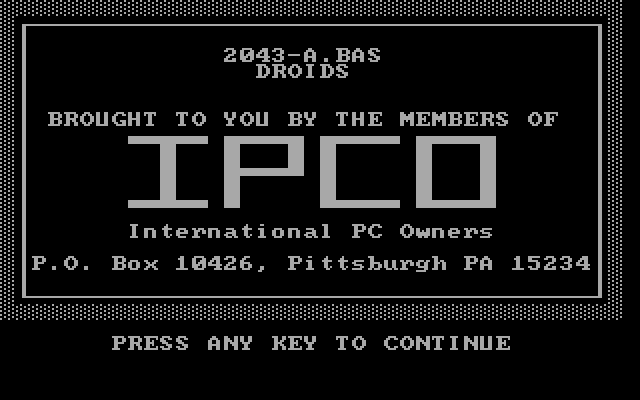 2043-A.BAS
DROIDS
BROUGHT TO YOU BY THE MEMBERS OF
IPCO
International PC Owners
P.O. Box 10426, Pittsburgh PA 15234
PRESS ANY KEY TO CONTINUE